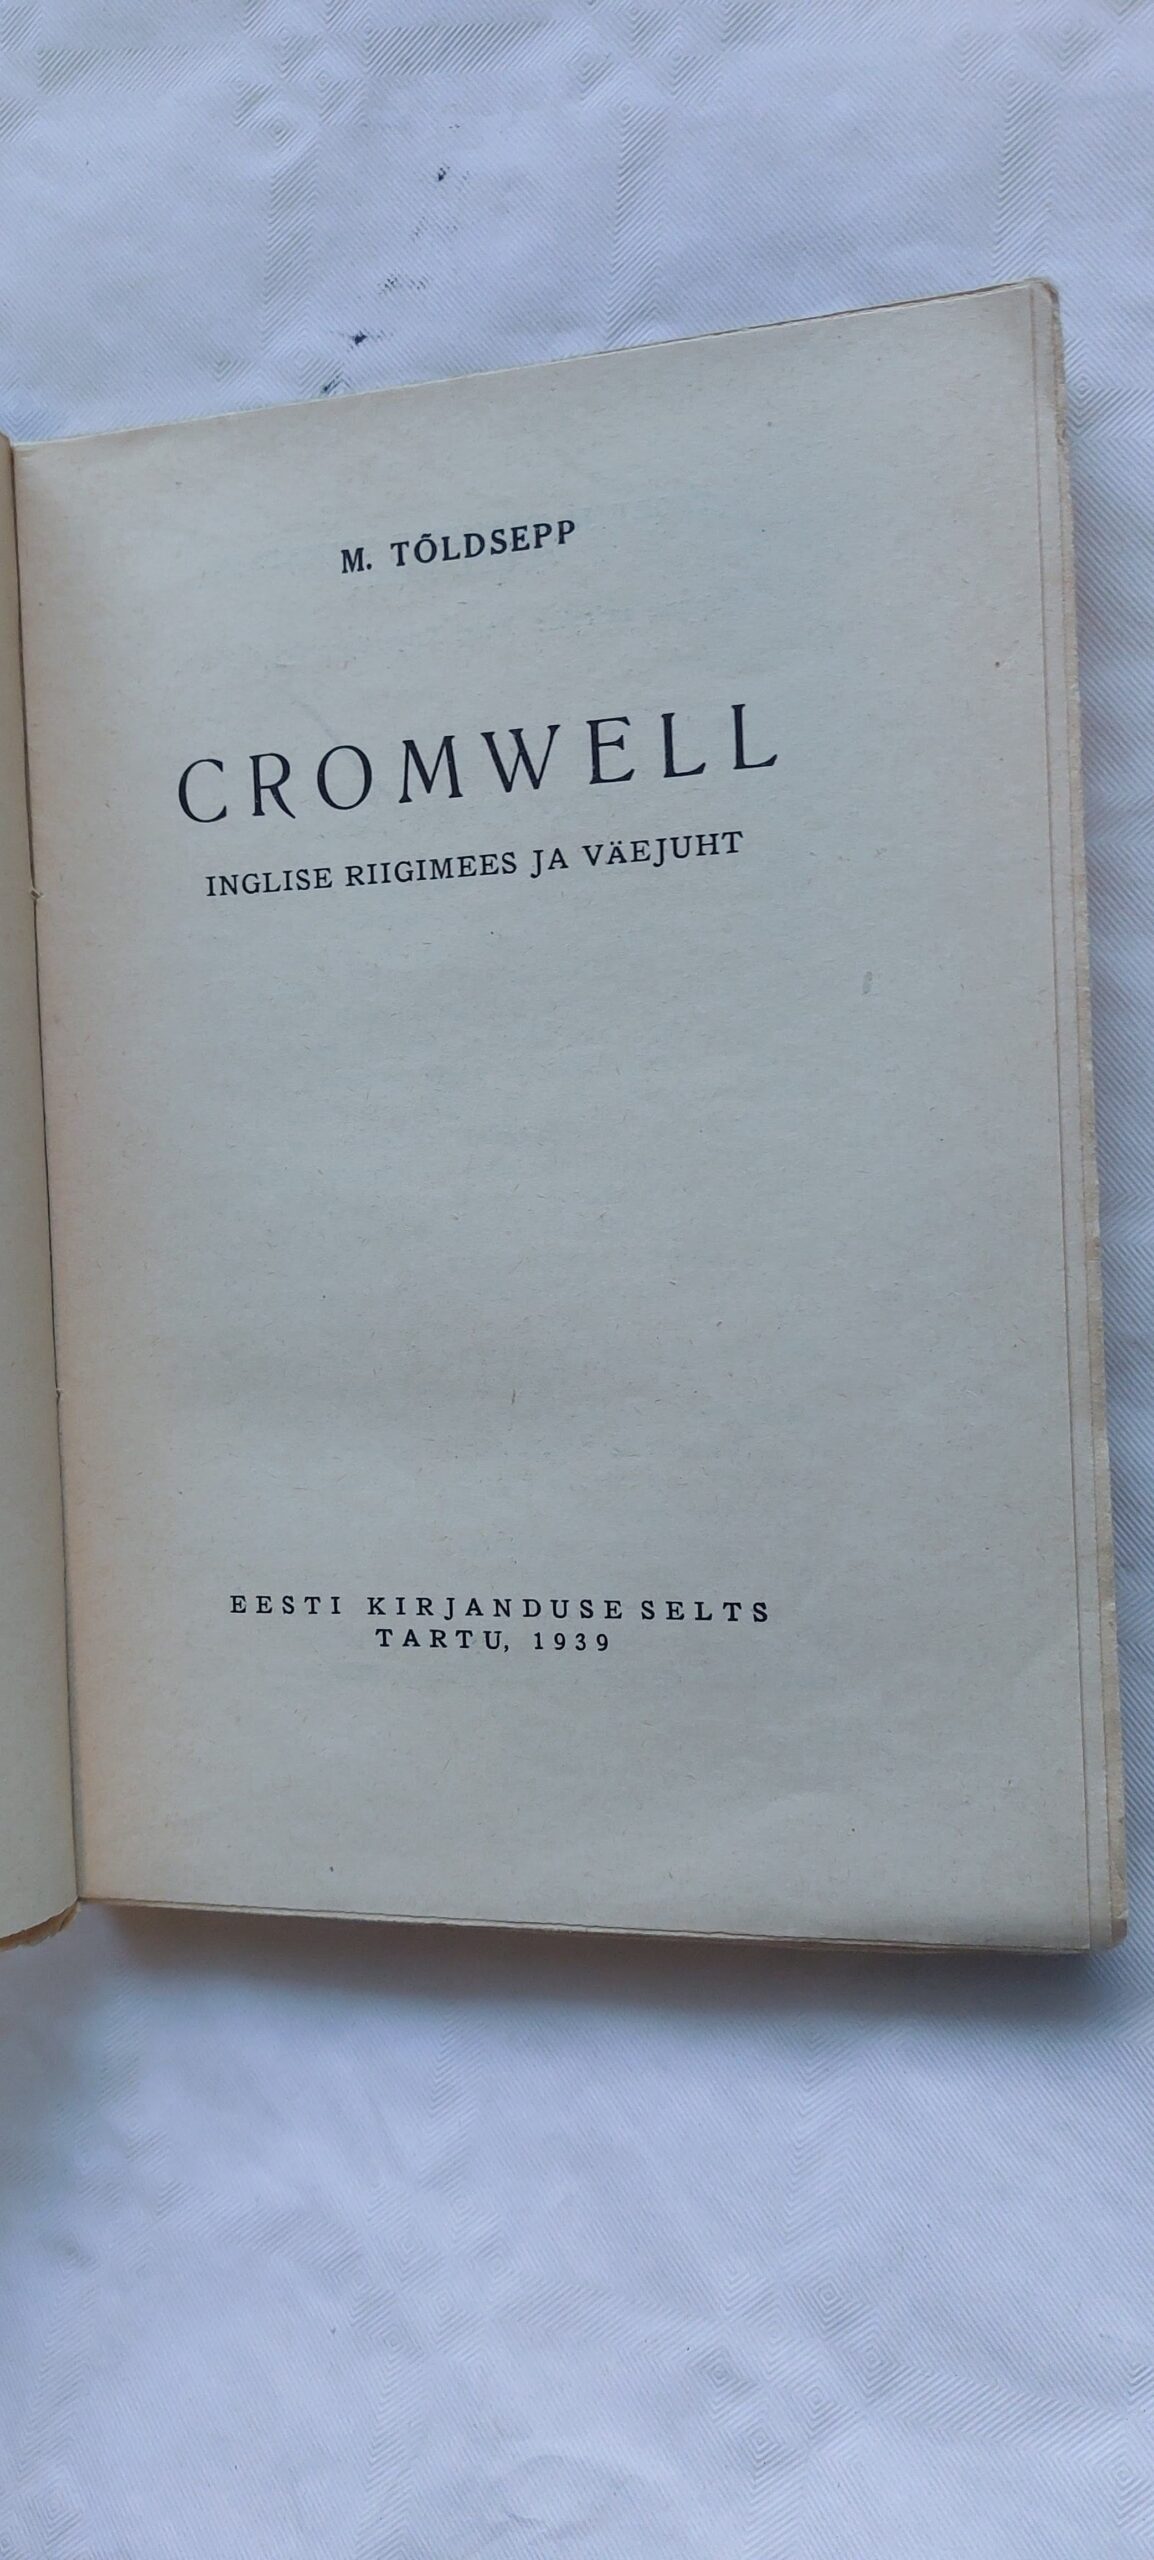 M. TÕLDSEPP
CROMWELL
INGLISE RIIGIMEES JA VÄEJUHT
EESTI KIRJANDUSE SELTS
TARTU, 1939